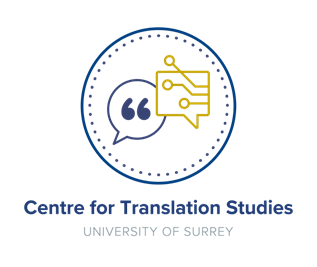 Centre for Translation Studies
UNIVERSITY OF SURREY